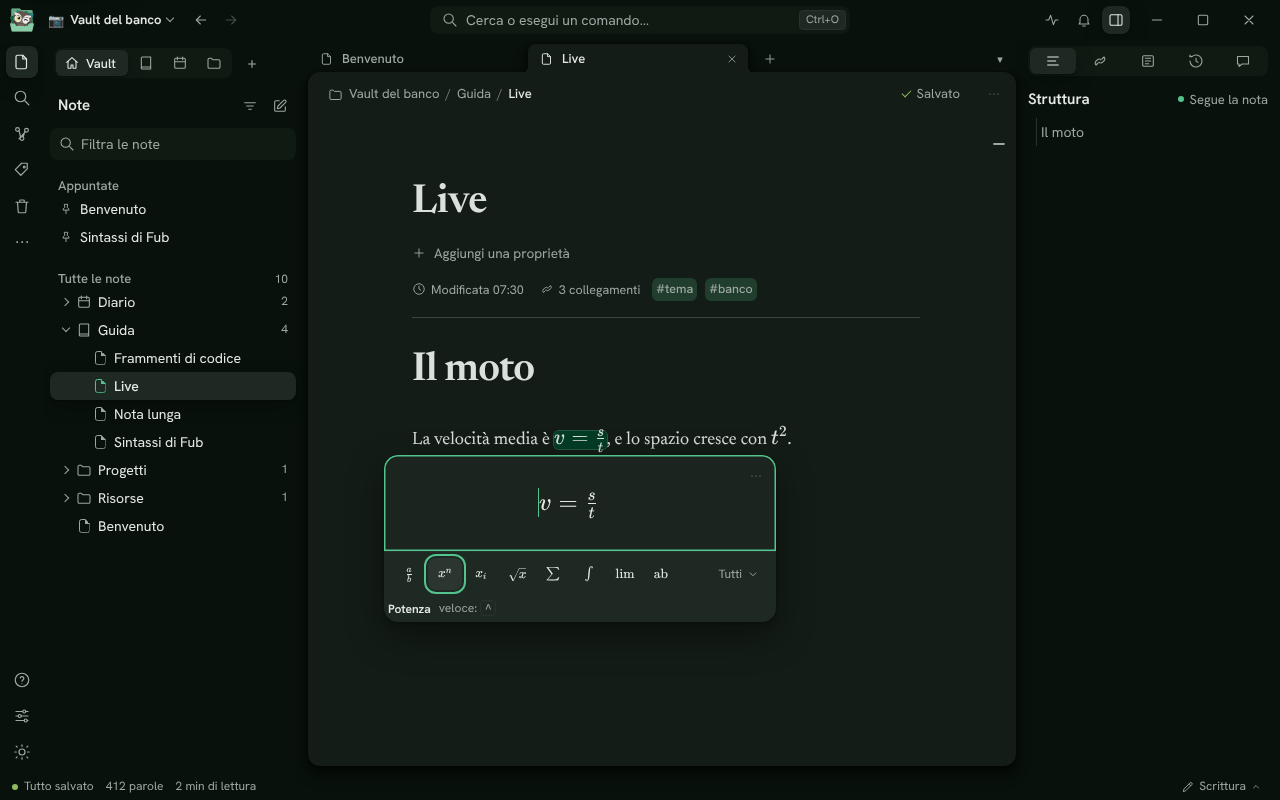 Vault del banco
Cerca o esegui un comando...
Ctrl+O
Vault
Benvenuto
Live
Note
Filtra le note
Appuntate
Benvenuto
Sintassi di Fub
Tutte le note 10
Diario 2
Guida 4
Frammenti di codice
Live
Nota lunga
Sintassi di Fub
Progetti 1
Risorse 1
Benvenuto
Vault del banco / Guida / Live
Salvato
Live
Aggiungi una proprietà
Modificata 07:30 3 collegamenti #tema #banco
Il moto
La velocità media è v = s/t, e lo spazio cresce con t².
v = s/t
a/b xⁿ xᵢ √x ∑ ∫ lim ab Tutti
Potenza veloce: ^
Struttura Segue la nota
Il moto
Tutto salvato 412 parole 2 min di lettura
Scrittura